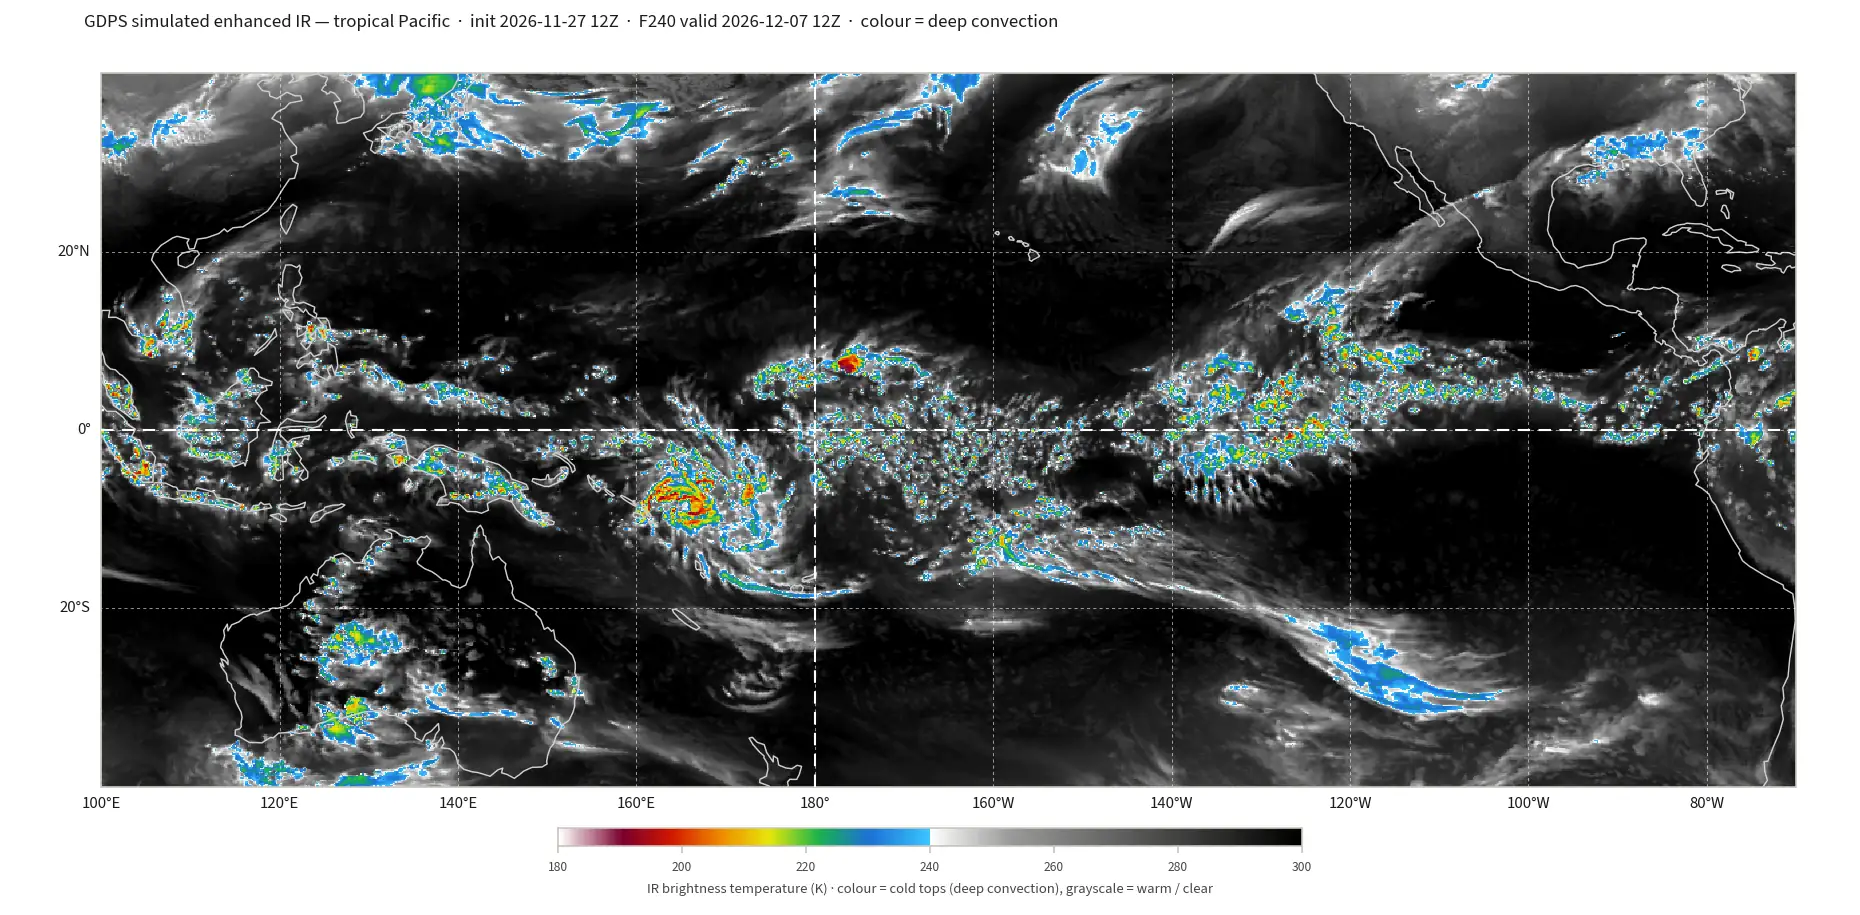 GDPS simulated enhanced IR — tropical Pacific · init 2026-11-27 12Z · F240 valid 2026-12-07 12Z · colour = deep convection
20°N
0°
20°S
100°E 120°E 140°E 160°E 180° 160°W 140°W 120°W 100°W 80°W
180 200 220 240 260 280 300
IR brightness temperature (K) · colour = cold tops (deep convection), grayscale = warm / clear